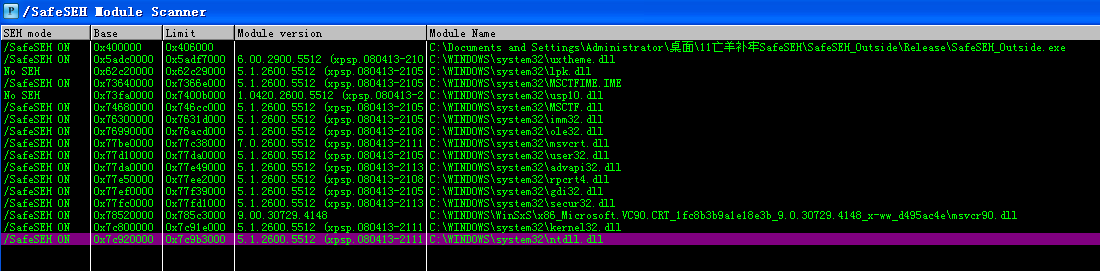 /SafeSEH Module Scanner
SEH mode Base Limit Module version Module Name
/SafeSEH ON 0x400000 0x406000 C:\Documents and Settings\Administrator\桌面\11亡羊补牢SafeSEH\SafeSEH_Outside\Release\SafeSEH_Outside.exe
/SafeSEH ON 0x5adc0000 0x5adf7000 6.00.2900.5512 (xpsp.080413-210 C:\WINDOWS\system32\uxtheme.dll
No SEH 0x62c20000 0x62c29000 5.1.2600.5512 (xpsp.080413-2105 C:\WINDOWS\system32\lpk.dll
/SafeSEH ON 0x73640000 0x7366e000 5.1.2600.5512 (xpsp.080413-2105 C:\WINDOWS\system32\MSCTFIME.IME
No SEH 0x73fa0000 0x7400b000 1.0420.2600.5512 (xpsp.080413-2 C:\WINDOWS\system32\usp10.dll
/SafeSEH ON 0x74680000 0x746cc000 5.1.2600.5512 (xpsp.080413-2105 C:\WINDOWS\system32\MSCTF.dll
/SafeSEH ON 0x76300000 0x7631d000 5.1.2600.5512 (xpsp.080413-2105 C:\WINDOWS\system32\imm32.dll
/SafeSEH ON 0x76990000 0x76acd000 5.1.2600.5512 (xpsp.080413-2108 C:\WINDOWS\system32\ole32.dll
/SafeSEH ON 0x77be0000 0x77c38000 7.0.2600.5512 (xpsp.080413-2111 C:\WINDOWS\system32\msvcrt.dll
/SafeSEH ON 0x77d10000 0x77da0000 5.1.2600.5512 (xpsp.080413-2105 C:\WINDOWS\system32\user32.dll
/SafeSEH ON 0x77da0000 0x77e49000 5.1.2600.5512 (xpsp.080413-2113 C:\WINDOWS\system32\advapi32.dll
/SafeSEH ON 0x77e50000 0x77ee2000 5.1.2600.5512 (xpsp.080413-2108 C:\WINDOWS\system32\rpcrt4.dll
/SafeSEH ON 0x77ef0000 0x77f39000 5.1.2600.5512 (xpsp.080413-2105 C:\WINDOWS\system32\gdi32.dll
/SafeSEH ON 0x77fc0000 0x77fd1000 5.1.2600.5512 (xpsp.080413-2113 C:\WINDOWS\system32\secur32.dll
/SafeSEH ON 0x78520000 0x785c3000 9.00.30729.4148 C:\WINDOWS\WinSxS\x86_Microsoft.VC90.CRT_1fc8b3b9a1e18e3b_9.0.30729.4148_x-ww_d495ac4e\msvcr90.dll
/SafeSEH ON 0x7c800000 0x7c91e000 5.1.2600.5512 (xpsp.080413-2111 C:\WINDOWS\system32\kernel32.dll
/SafeSEH ON 0x7c920000 0x7c9b3000 5.1.2600.5512 (xpsp.080413-2111 C:\WINDOWS\system32\ntdll.dll